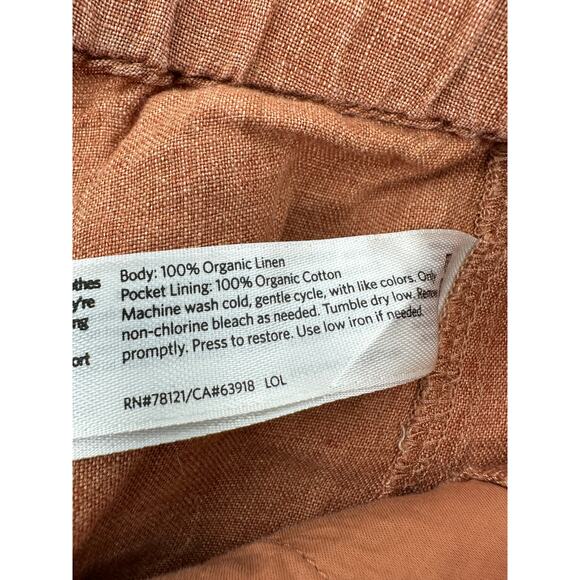 Body: 100% Organic Linen
Pocket Lining: 100% Organic Cotton
Machine wash cold, gentle cycle, with like colors. Only
non-chlorine bleach as needed. Tumble dry low. Remove
promptly. Press to restore. Use low iron if needed.
RN#78121/CA#63918 LOL